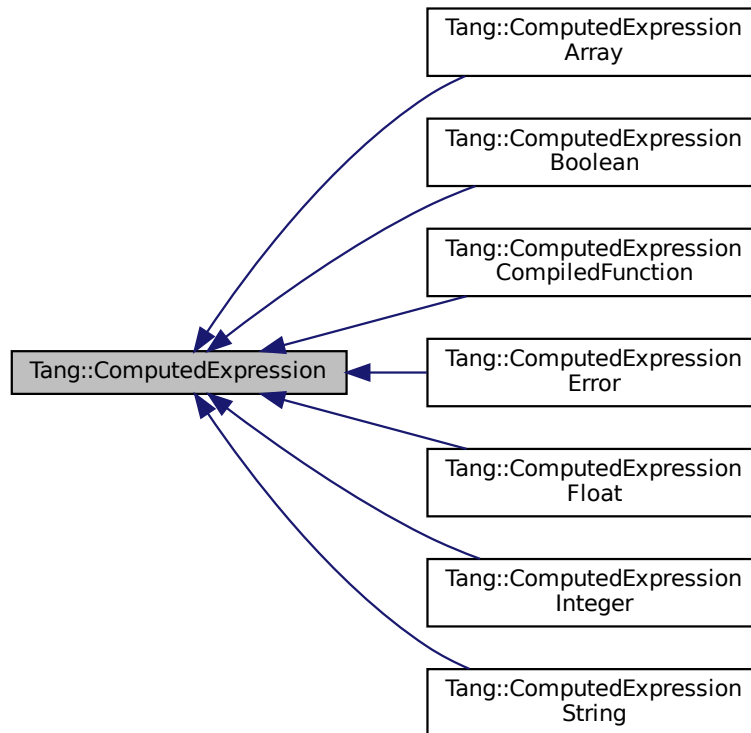 Tang::ComputedExpression
Array
Tang::ComputedExpression
Boolean
Tang::ComputedExpression
CompiledFunction
Tang::ComputedExpression
Tang::ComputedExpression
Error
Tang::ComputedExpression
Float
Tang::ComputedExpression
Integer
Tang::ComputedExpression
String